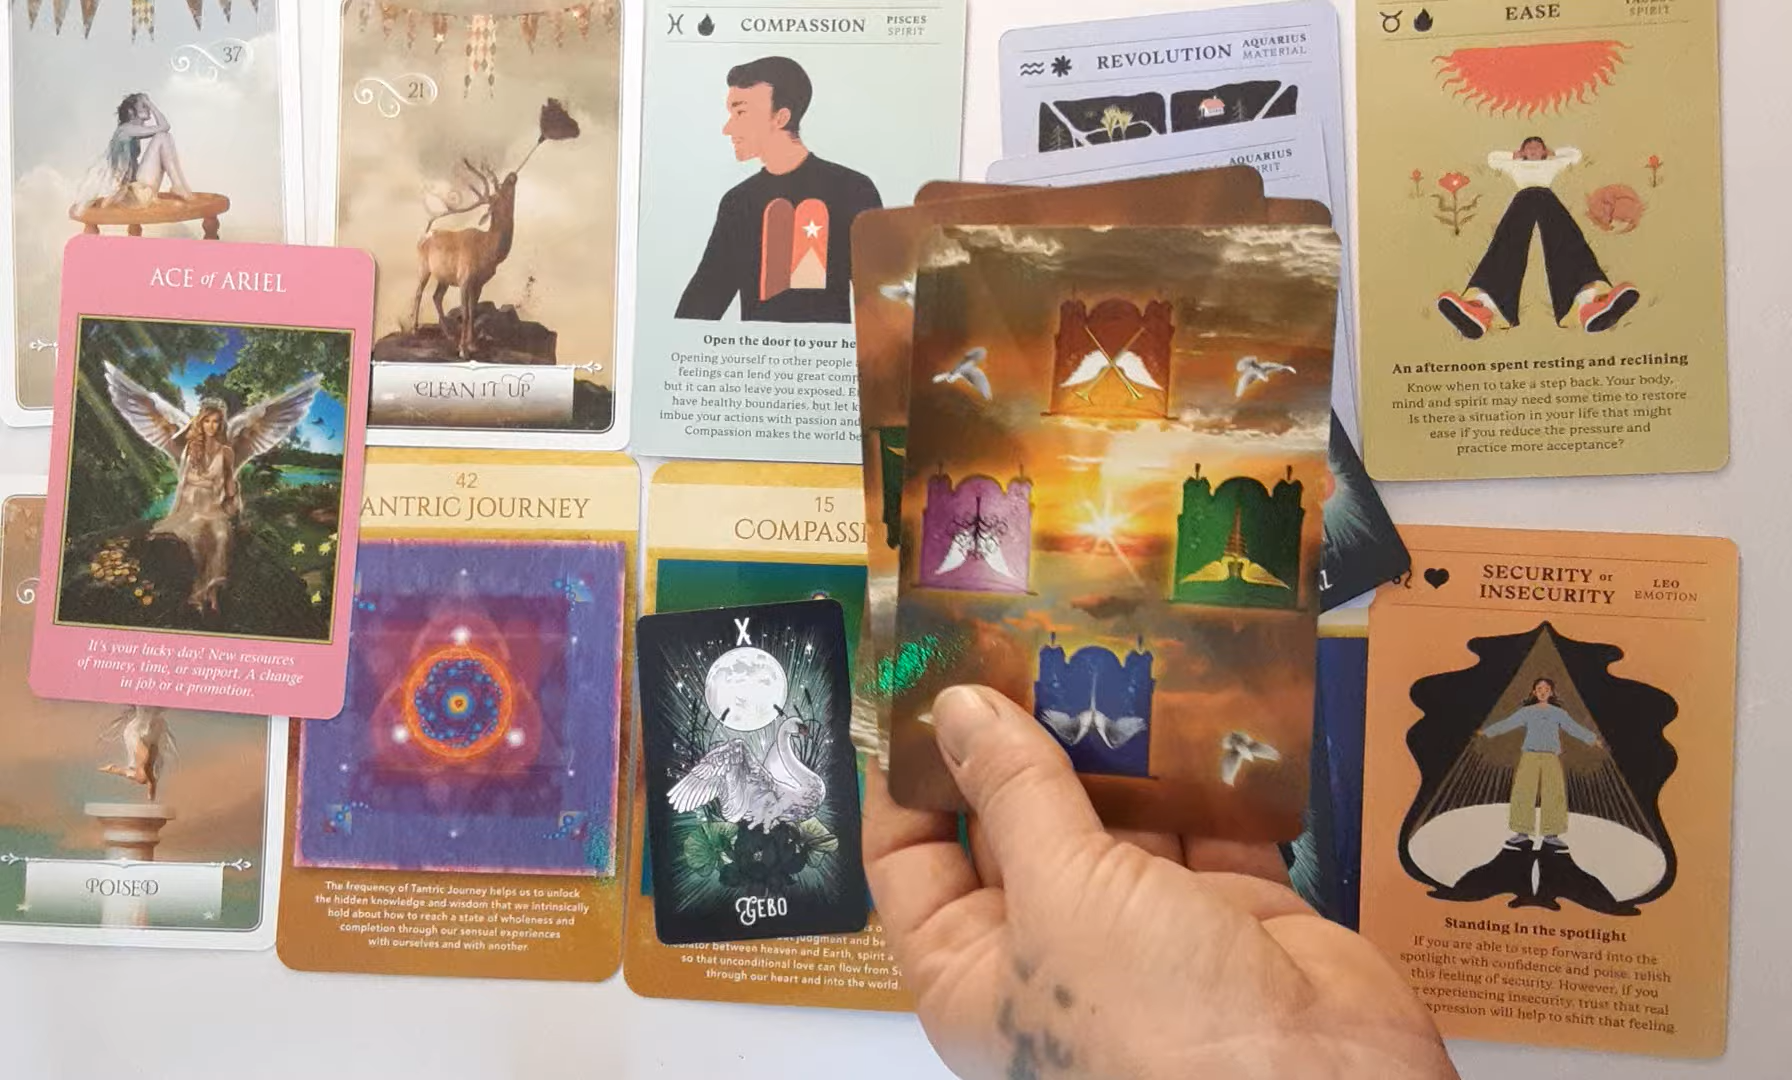 37
21
CLEAN IT UP
COMPASSION
PISCES
SPIRIT
Open the door to your
Opening yourself to other people
feelings can lend you great
but it can also leave you exposed.
have healthy boundaries, but let
imbue your actions with passion and
Compassion makes the world
REVOLUTION
AQUARIUS
MATERIAL
AQUARIUS
EASE
SPIRIT
An afternoon spent resting and reclining
Know when to take a step back. Your body,
mind and spirit may need some time to restore.
Is there a situation in your life that might
ease if you reduce the pressure and
practice more acceptance?
ACE of ARIEL
It's your lucky day! New resources
of money, time, or support. A change
in job or a promotion.
POISED
42
TANTRIC JOURNEY
The frequency of Tantric Journey helps us to unlock
the hidden knowledge and wisdom that we intrinsically
hold about how to reach a state of wholeness and
completion through our sensual experiences
with ourselves and with another.
15
COMPASS
judgment and be
between heaven and Earth, spirit
so that unconditional love can flow from
through our heart and into the world.
X
GEBO
SECURITY or
INSECURITY
LEO
EMOTION
Standing In the spotlight
If you are able to step forward into the
spotlight with confidence and poise, relish
this feeling of security. However, if you
experiencing insecurity, trust that real
expression will help to shift that feeling.